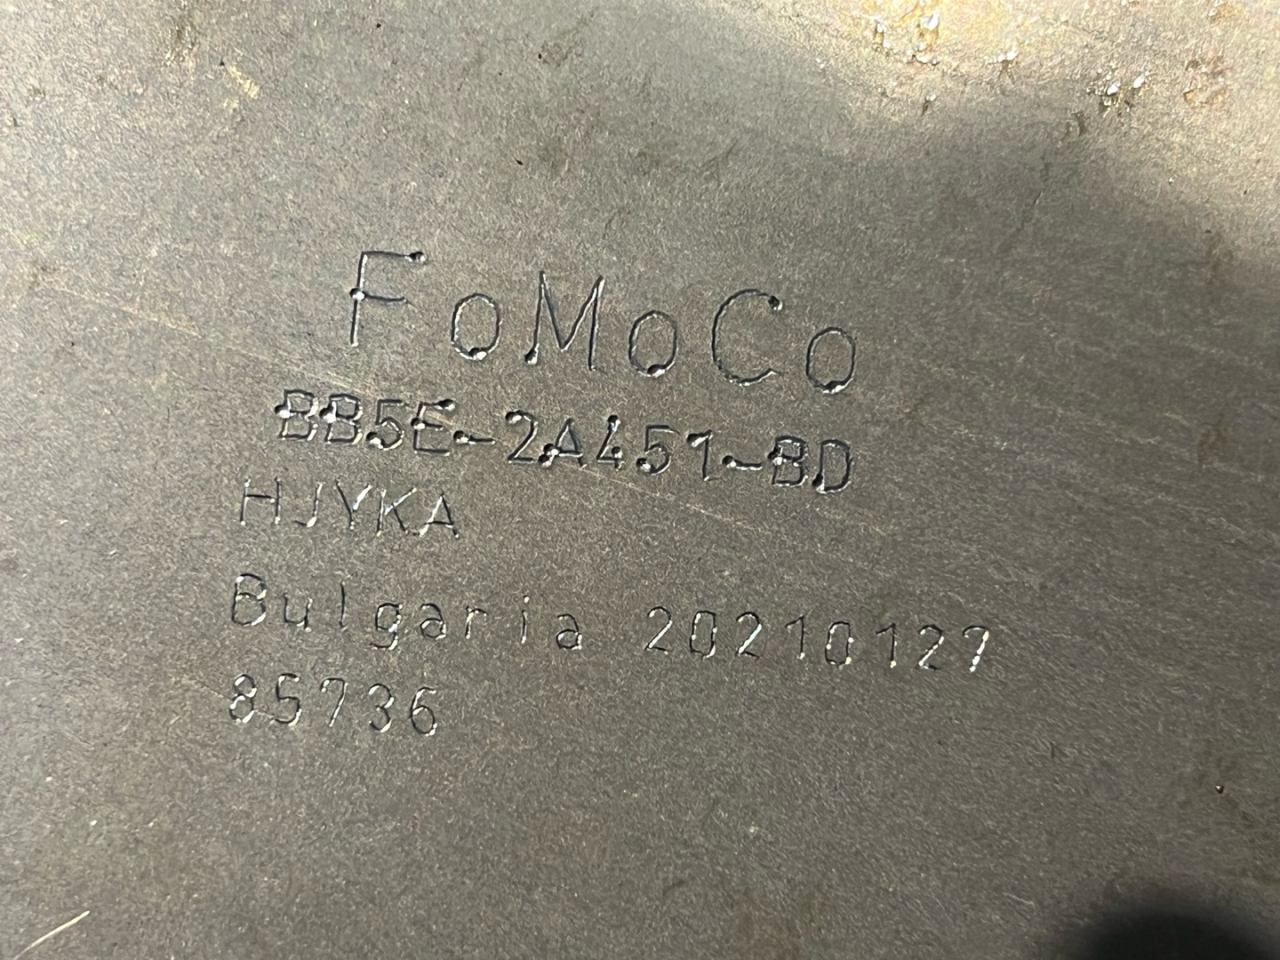 FoMoCo
BB5E-2A451-BD
HJYKA
Bulgaria 20210127
85736